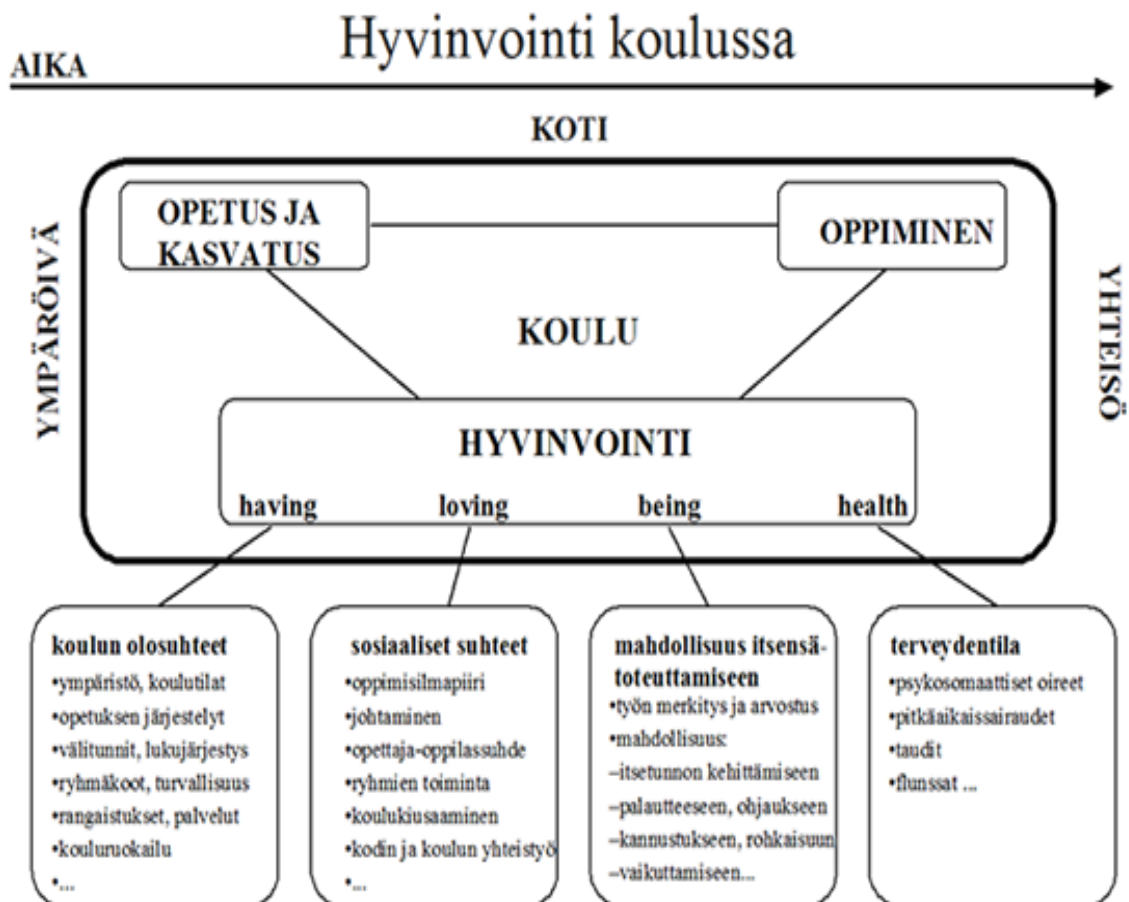 Hyvinvointi koulussa
AIKA
KOTI
YMPÄRÖIVÄ
YHTEISÖ
OPETUS JA
KASVATUS
OPPIMINEN
KOULU
HYVINVOINTI
having loving being health
koulun olosuhteet
•ympäristö, koulutilat
•opetuksen järjestelyt
•välitunnit, lukujärjestys
•ryhmäkoot, turvallisuus
•rangaistukset, palvelut
•kouluruokailu
•...
sosiaaliset suhteet
•oppimisilmapiiri
•johtaminen
•opettaja-oppilassuhde
•ryhmien toiminta
•koulukiusaaminen
•kodin ja koulun yhteistyö
•...
mahdollisuus itsensä-
toteuttamiseen
•työn merkitys ja arvostus
•mahdollisuus:
–itsetunnon kehittämiseen
–palautteeseen, ohjaukseen
–kannustukseen, rohkaisuun
–vaikuttamiseen...
terveydentila
•psykosomaattiset oireet
•pitkäaikaissairaudet
•taudit
•flunssat ...